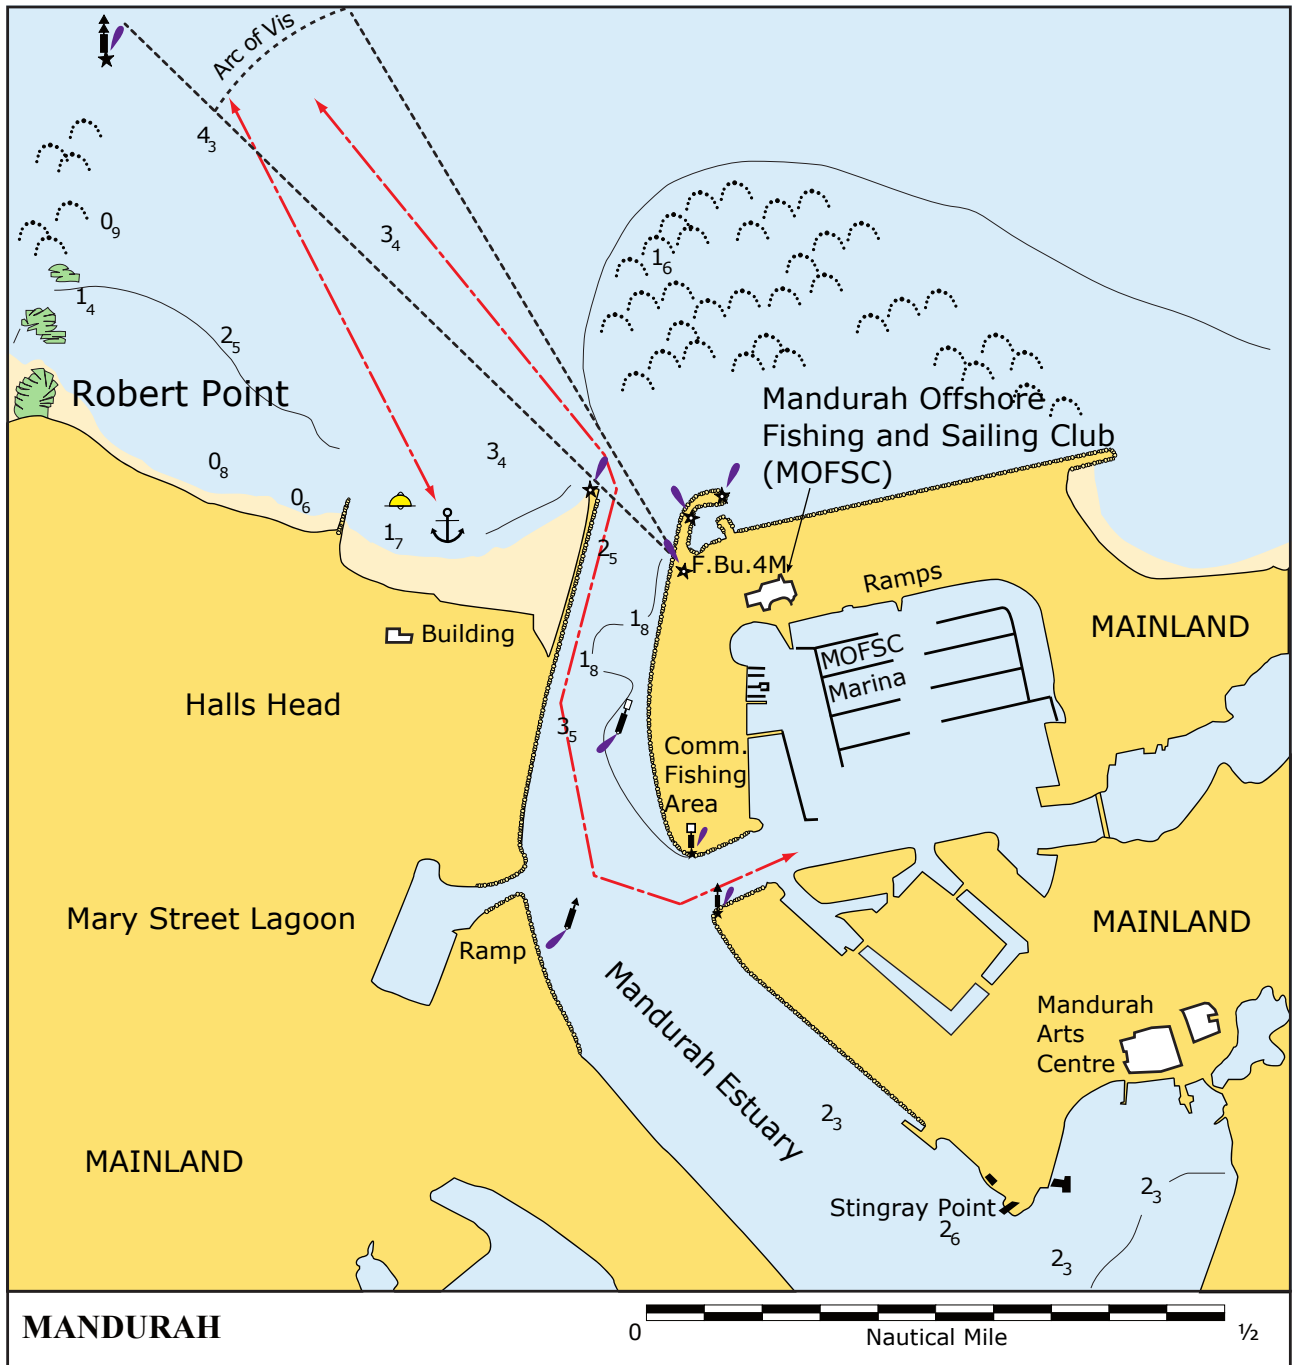 Arc of Vis
4₃
0₉
3₄
1₆
1₄
2₅
Robert Point
Mandurah Offshore
Fishing and Sailing Club
(MOFSC)
3₄
0₈
0₆
1₇
2₅
F.Bu.4M
Ramps
1₈
Building
MAINLAND
MOFSC
Marina
1₈
Halls Head
3₅
Comm.
Fishing
Area
Mary Street Lagoon
MAINLAND
Ramp
Mandurah Estuary
Mandurah
Arts
Centre
2₃
MAINLAND
Stingray Point
2₃
2₆
2₃
MANDURAH
0
Nautical Mile
½